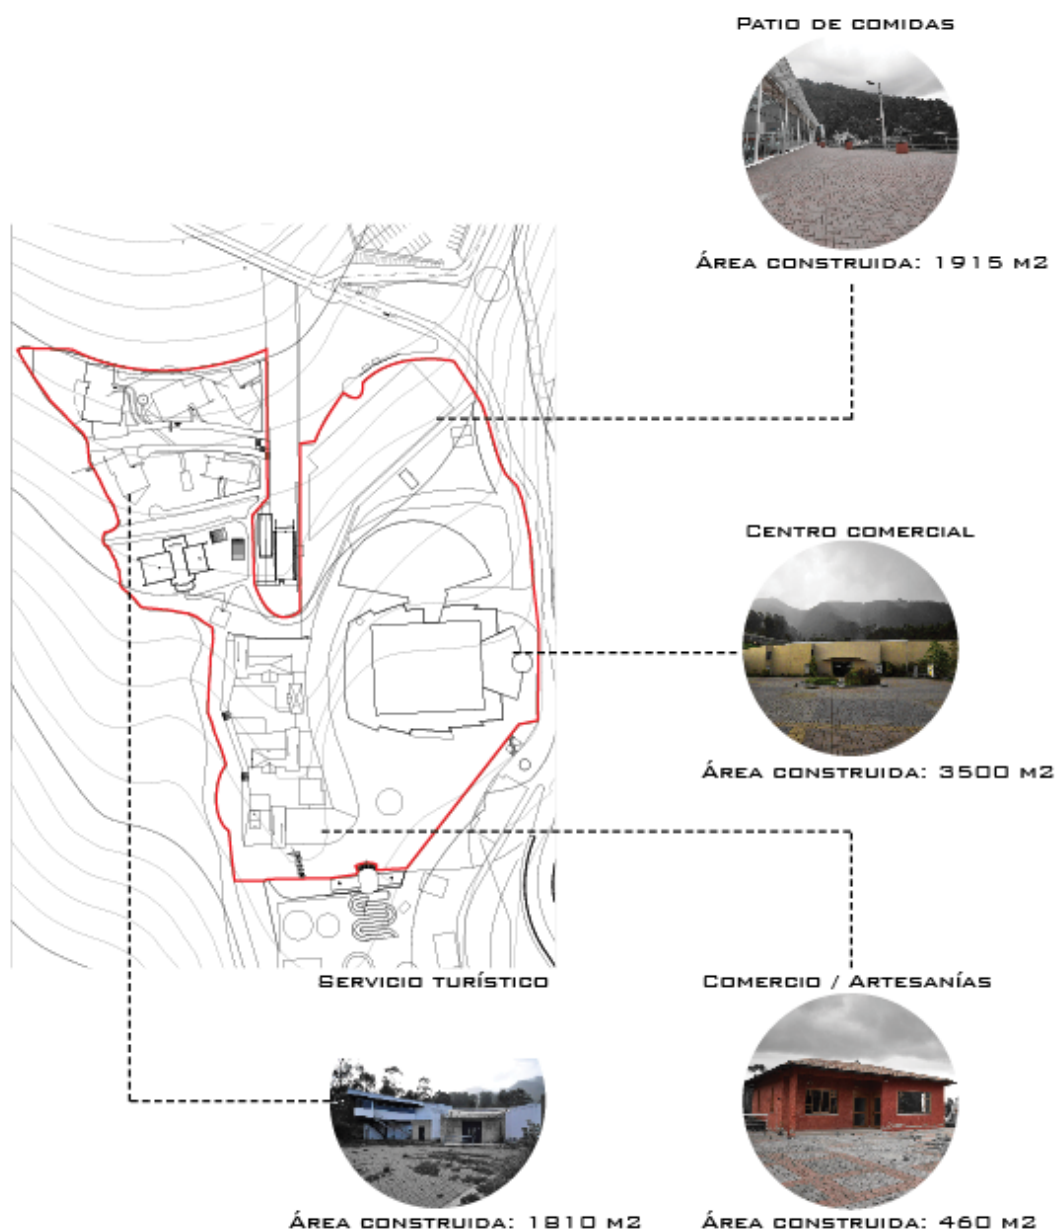 Patio de comidas
Área construida: 1915 m2
Centro comercial
Área construida: 3500 m2
Servicio turístico
Comercio / Artesanías
Área construida: 1810 m2
Área construida: 460 m2